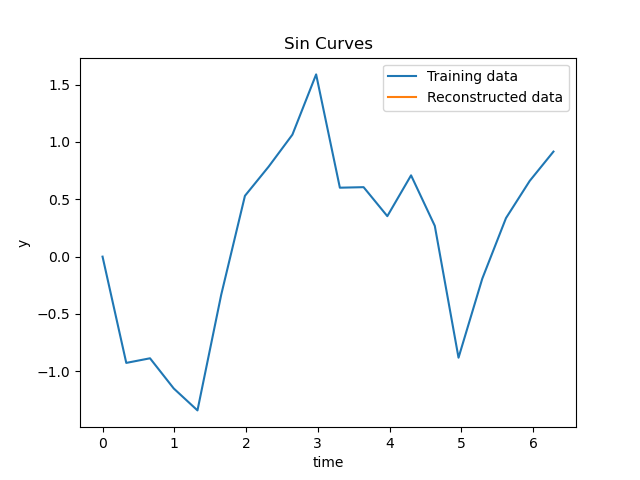 Sin Curves
Training data
Reconstructed data
1.5
1.0
0.5
0.0
−0.5
−1.0
y
0 1 2 3 4 5 6
time